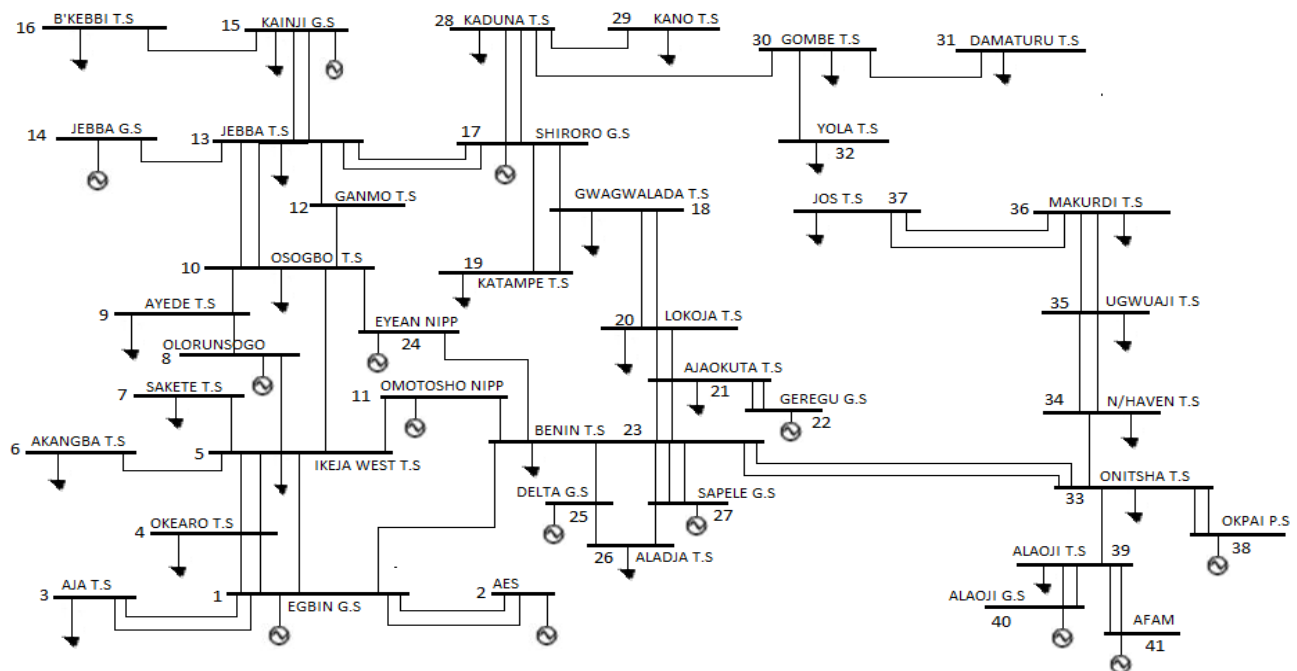 16 B'KEBBI T.S
15 KAINJI G.S
28 KADUNA T.S
29 KANO T.S
30 GOMBE T.S
31 DAMATURU T.S
14 JEBBA G.S
13 JEBBA T.S
17 SHIRORO G.S
YOLA T.S
32
GANMO T.S
12
GWAGWALADA T.S
18
JOS T.S 37
36 MAKURDI T.S
10 OSOGBO T.S
19
KATAMPE T.S
AYEDE T.S
9
EYEAN NIPP
24
20 LOKOJA T.S
35 UGWUAJI T.S
OLORUNSOGO
8
AJAOKUTA T.S
21
SAKETE T.S
7
OMOTOSHO NIPP
11
GEREGU G.S
22
34 N/HAVEN T.S
AKANGBA T.S
6
5 IKEJA WEST T.S
BENIN T.S 23
ONITSHA T.S
33
DELTA G.S
25
SAPELE G.S
27
OKEARO T.S
4
OKPAI P.S
38
26 ALADJA T.S
ALAOJI T.S 39
AJA T.S
3
1 EGBIN G.S
AES
2
ALAOJI G.S
40
AFAM
41